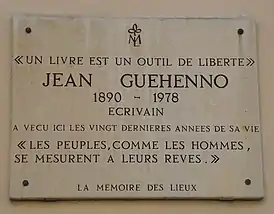 « UN LIVRE EST UN OUTIL DE LIBERTE »
JEAN GUEHENNO
1890 - 1978
ECRIVAIN
A VECU ICI LES VINGT DERNIERES ANNEES DE SA VIE
« LES PEUPLES, COMME LES HOMMES,
SE MESURENT A LEURS REVES. »
LA MEMOIRE DES LIEUX